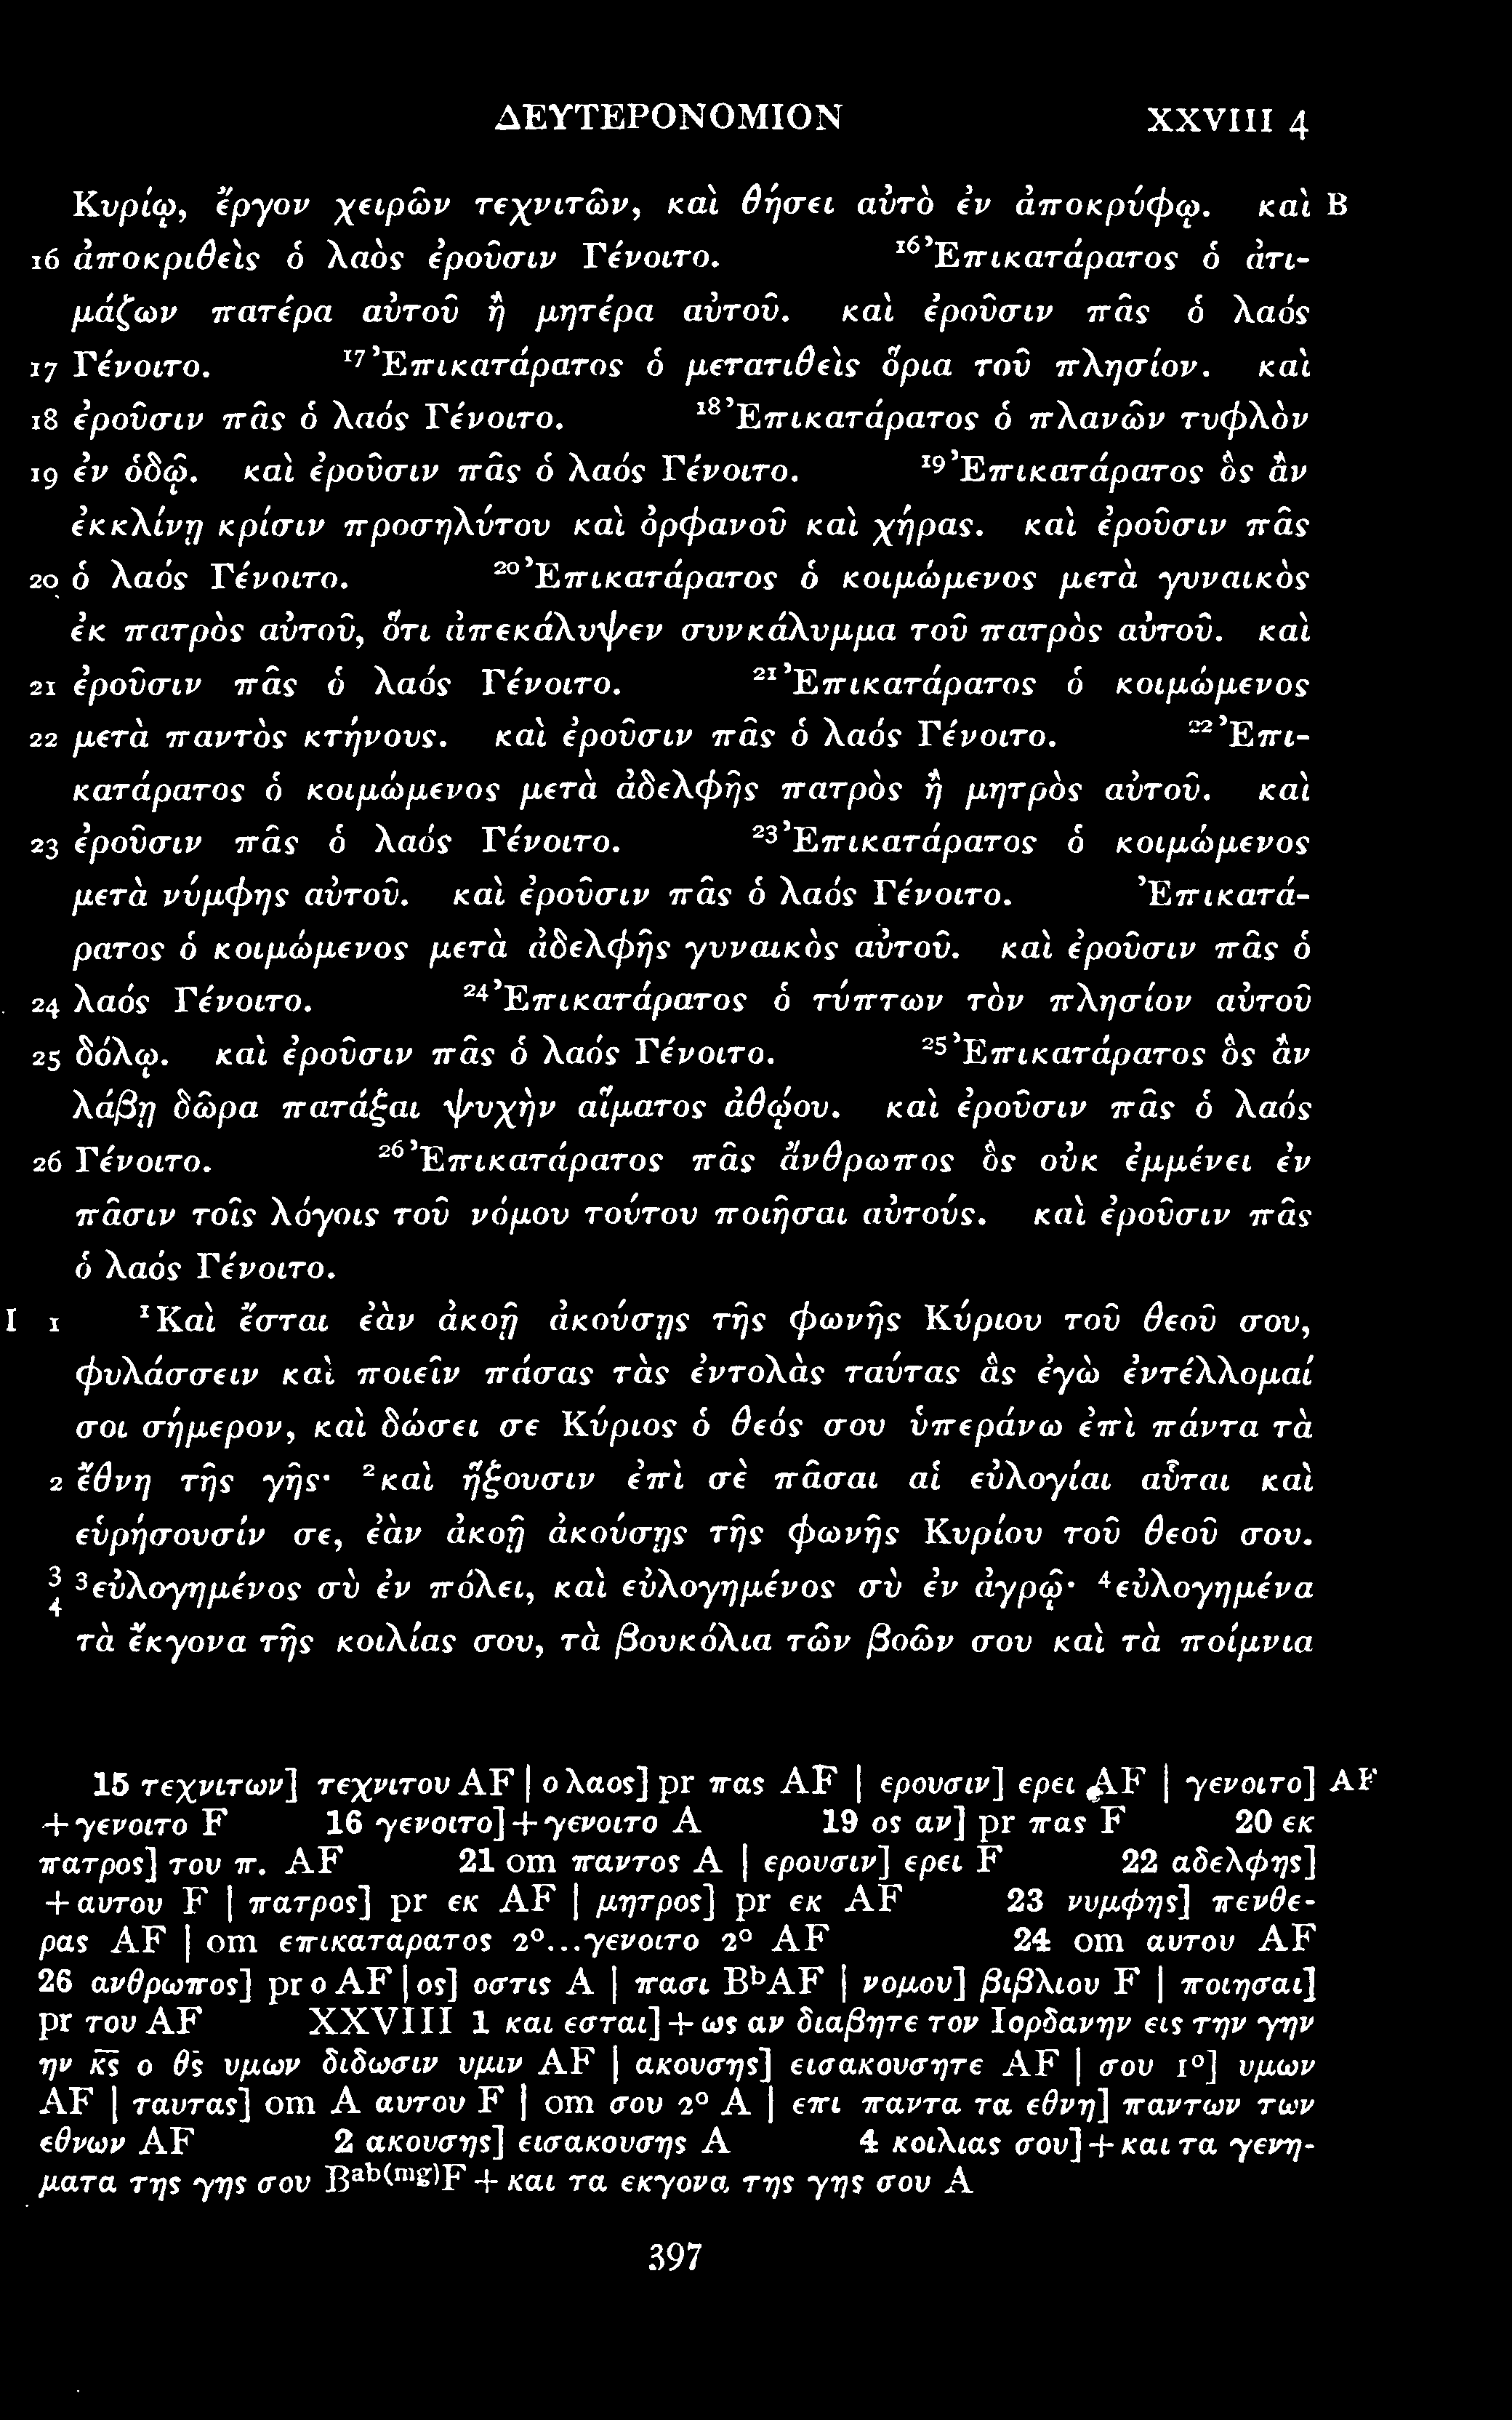 ΔΕΥΤΕΡΟΝΟΜΙΟΝ XXVIII 4
Κυρίῳ, ἔργον χειρῶν τεχνιτῶν, καὶ θήσει αὐτὸ ἐν ἀποκρύφῳ. καὶ B
16 ἀποκριθεὶς ὁ λαὸς ἐροῦσιν Γένοιτο. ¹⁶Ἐπικατάρατος ὁ ἀτι-
μάζων πατέρα αὐτοῦ ἢ μητέρα αὐτοῦ. καὶ ἐροῦσιν πᾶς ὁ λαός
17 Γένοιτο. ¹⁷Ἐπικατάρατος ὁ μετατιθεὶς ὅρια τοῦ πλησίον. καὶ
18 ἐροῦσιν πᾶς ὁ λαός Γένοιτο. ¹⁸Ἐπικατάρατος ὁ πλανῶν τυφλὸν
19 ἐν ὁδῷ. καὶ ἐροῦσιν πᾶς ὁ λαός Γένοιτο. ¹⁹Ἐπικατάρατος ὃς ἂν
ἐκκλίνῃ κρίσιν προσηλύτου καὶ ὀρφανοῦ καὶ χήρας. καὶ ἐροῦσιν πᾶς
20 ὁ λαός Γένοιτο. ²⁰Ἐπικατάρατος ὁ κοιμώμενος μετὰ γυναικὸς
ἐκ πατρὸς αὐτοῦ, ὅτι ἀπεκάλυψεν συνκάλυμμα τοῦ πατρὸς αὐτοῦ. καὶ
21 ἐροῦσιν πᾶς ὁ λαός Γένοιτο. ²¹Ἐπικατάρατος ὁ κοιμώμενος
22 μετὰ παντὸς κτήνους. καὶ ἐροῦσιν πᾶς ὁ λαός Γένοιτο. ²²Ἐπι-
κατάρατος ὁ κοιμώμενος μετὰ ἀδελφῆς πατρὸς ἢ μητρὸς αὐτοῦ. καὶ
23 ἐροῦσιν πᾶς ὁ λαός Γένοιτο. ²³Ἐπικατάρατος ὁ κοιμώμενος
μετὰ νύμφης αὐτοῦ. καὶ ἐροῦσιν πᾶς ὁ λαός Γένοιτο. Ἐπικατά-
ρατος ὁ κοιμώμενος μετὰ ἀδελφῆς γυναικὸς αὐτοῦ. καὶ ἐροῦσιν πᾶς ὁ
24 λαός Γένοιτο. ²⁴Ἐπικατάρατος ὁ τύπτων τὸν πλησίον αὐτοῦ
25 δόλῳ. καὶ ἐροῦσιν πᾶς ὁ λαός Γένοιτο. ²⁵Ἐπικατάρατος ὃς ἂν
λάβῃ δῶρα πατάξαι ψυχὴν αἵματος ἀθῴου. καὶ ἐροῦσιν πᾶς ὁ λαός
26 Γένοιτο. ²⁶Ἐπικατάρατος πᾶς ἄνθρωπος ὃς οὐκ ἐμμένει ἐν
πᾶσιν τοῖς λόγοις τοῦ νόμου τούτου ποιῆσαι αὐτούς. καὶ ἐροῦσιν πᾶς
ὁ λαός Γένοιτο.
I 1 ¹Καὶ ἔσται ἐὰν ἀκοῇ ἀκούσῃς τῆς φωνῆς Κύριου τοῦ θεοῦ σου,
φυλάσσειν καὶ ποιεῖν πάσας τὰς ἐντολὰς ταύτας ἃς ἐγὼ ἐντέλλομαί
σοι σήμερον, καὶ δώσει σε Κύριος ὁ θεός σου ὑπεράνω ἐπὶ πάντα τὰ
2 ἔθνη τῆς γῆς· ²καὶ ἥξουσιν ἐπὶ σὲ πᾶσαι αἱ εὐλογίαι αὗται καὶ
εὑρήσουσίν σε, ἐὰν ἀκοῇ ἀκούσῃς τῆς φωνῆς Κυρίου τοῦ θεοῦ σου.
3 4 ³εὐλογημένος σὺ ἐν πόλει, καὶ εὐλογημένος σὺ ἐν ἀγρῷ· ⁴εὐλογημένα
τὰ ἔκγονα τῆς κοιλίας σου, τὰ βουκόλια τῶν βοῶν σου καὶ τὰ ποίμνια
15 τεχνιτων] τεχνιτου AF | ο λαος] pr πας AF | ερουσιν] ερει AF | γενοιτο] AF
+γενοιτο F 16 γενοιτο]+γενοιτο A 19 ος αν] pr πας F 20 εκ
πατρος] του π. AF 21 om παντος A | ερουσιν] ερει F 22 αδελφης]
+αυτου F | πατρος] pr εκ AF | μητρος] pr εκ AF 23 νυμφης] πενθε-
ρας AF | om επικαταρατος 2°...γενοιτο 2° AF 24 om αυτου AF
26 ανθρωπος] pr ο AF | ος] οστις A | πασι BᵇAF | νομου] βιβλιου F | ποιησαι]
pr του AF XXVIII 1 και εσται]+ως αν διαβητε τον Ιορδανην εις την γην
ην κ̅ς̅ ο θ̅ς̅ υμων διδωσιν υμιν AF | ακουσης] εισακουσητε AF | σου 1°] υμων
AF | ταυτας] om A αυτου F | om σου 2° A | επι παντα τα εθνη] παντων των
εθνων AF 2 ακουσης] εισακουσης A 4 κοιλιας σου]+και τα γενη-
ματα της γης σου Bᵃᵇ⁽ᵐᵍ⁾F +και τα εκγονα της γης σου A
397